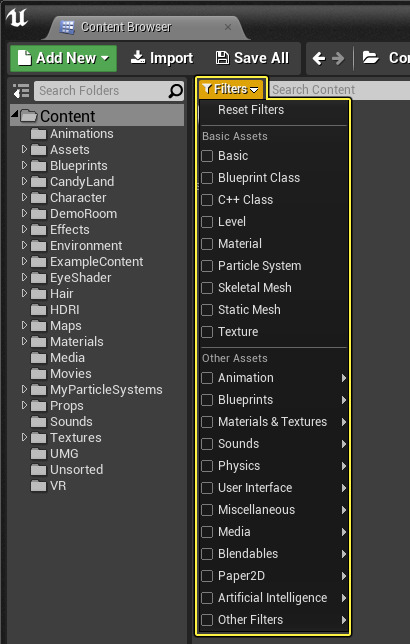 Content Browser
Add New Import Save All
Search Folders
Content
Animations
Assets
Blueprints
CandyLand
Character
DemoRoom
Effects
Environment
ExampleContent
EyeShader
Hair
HDRI
Maps
Materials
Media
Movies
MyParticleSystems
Props
Sounds
Textures
UMG
Unsorted
VR
Filters Search Content
Reset Filters
Basic Assets
Basic
Blueprint Class
C++ Class
Level
Material
Particle System
Skeletal Mesh
Static Mesh
Texture
Other Assets
Animation
Blueprints
Materials & Textures
Sounds
Physics
User Interface
Miscellaneous
Media
Blendables
Paper2D
Artificial Intelligence
Other Filters